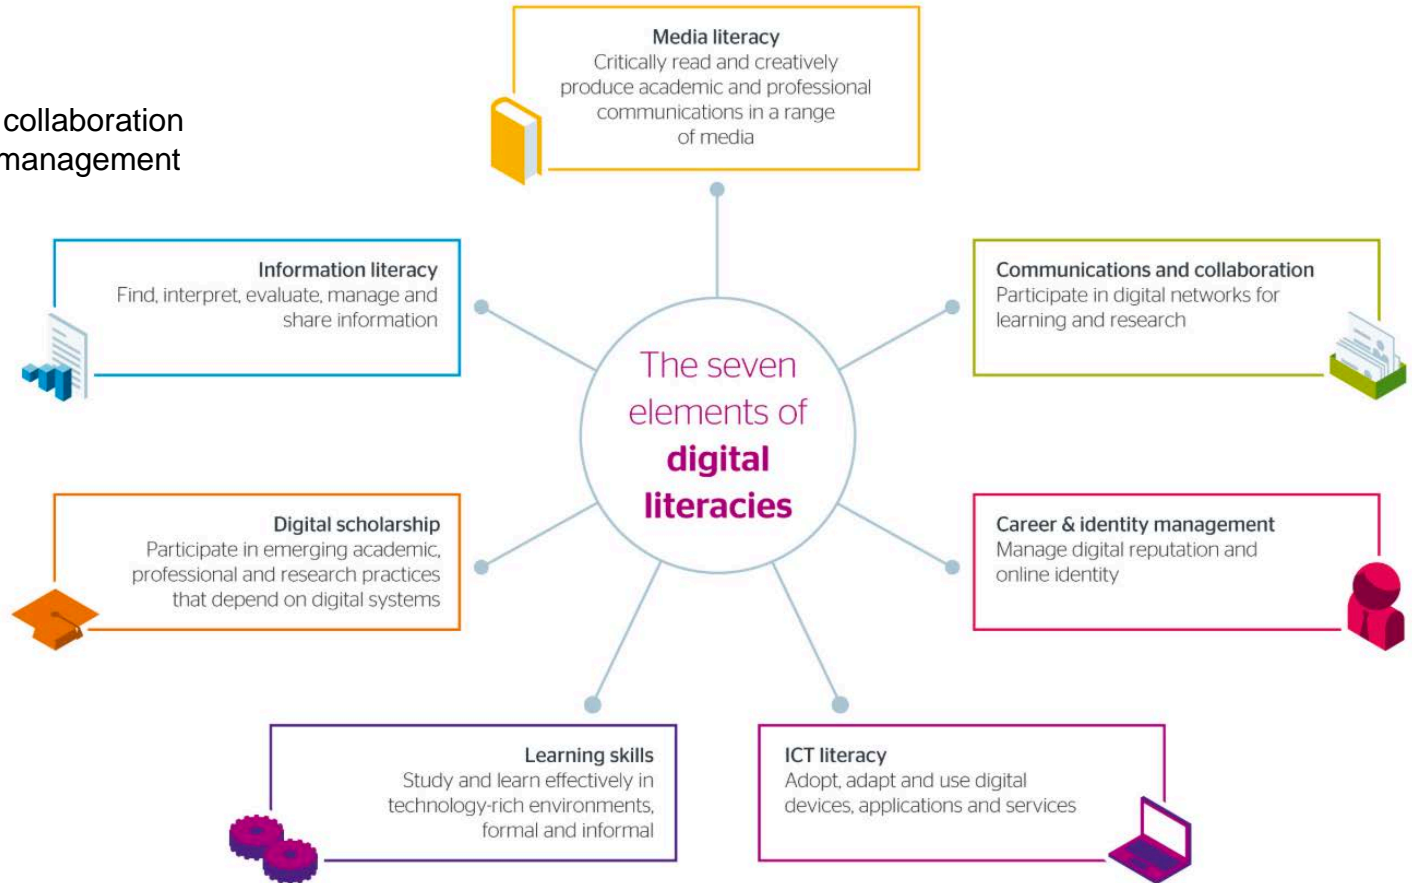 collaboration
management
Media literacy
Critically read and creatively
produce academic and professional
communications in a range
of media
Information literacy
Find, interpret, evaluate, manage and
share information
Communications and collaboration
Participate in digital networks for
learning and research
The seven
elements of
digital
literacies
Digital scholarship
Participate in emerging academic,
professional and research practices
that depend on digital systems
Career & identity management
Manage digital reputation and
online identity
Learning skills
Study and learn effectively in
technology-rich environments,
formal and informal
ICT literacy
Adopt, adapt and use digital
devices, applications and services